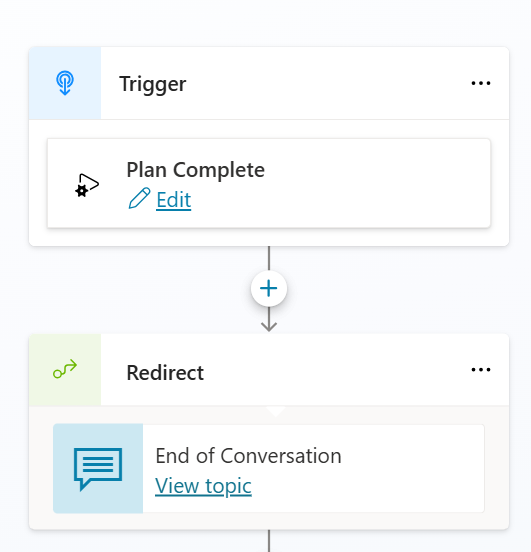 Trigger
Plan Complete
Edit
Redirect
End of Conversation
View topic